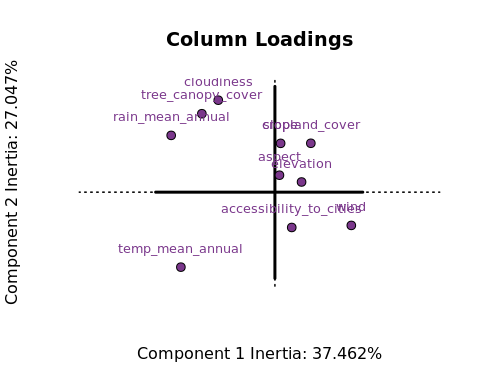 Column Loadings
cloudiness
tree_canopy_cover
rain_mean_annual
slope
cropland_cover
aspect
elevation
accessibility_to_cities
wind
temp_mean_annual
Component 2 Inertia: 27.047%
Component 1 Inertia: 37.462%